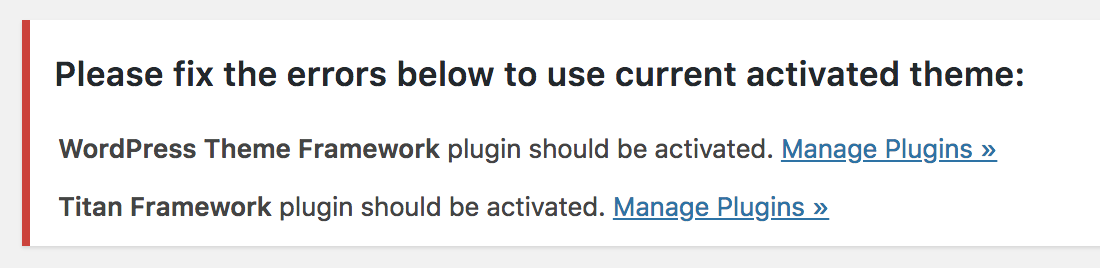 Please fix the errors below to use current activated theme:
WordPress Theme Framework plugin should be activated. Manage Plugins »
Titan Framework plugin should be activated. Manage Plugins »